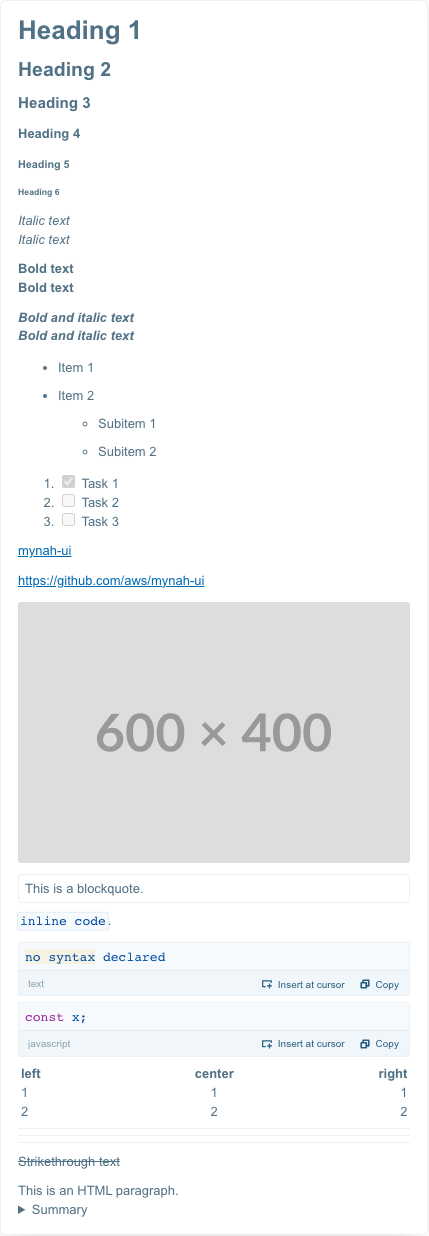 Heading 1
Heading 2
Heading 3
Heading 4
Heading 5
Heading 6
Italic text
Italic text
Bold text
Bold text
Bold and italic text
Bold and italic text
• Item 1
• Item 2
◦ Subitem 1
◦ Subitem 2
1. Task 1
2. Task 2
3. Task 3
mynah-ui
https://github.com/aws/mynah-ui
600 × 400
This is a blockquote.
inline code.
no syntax declared
text Insert at cursor Copy
const x;
javascript Insert at cursor Copy
left center right
1 1 1
2 2 2
Strikethrough text
This is an HTML paragraph.
Summary